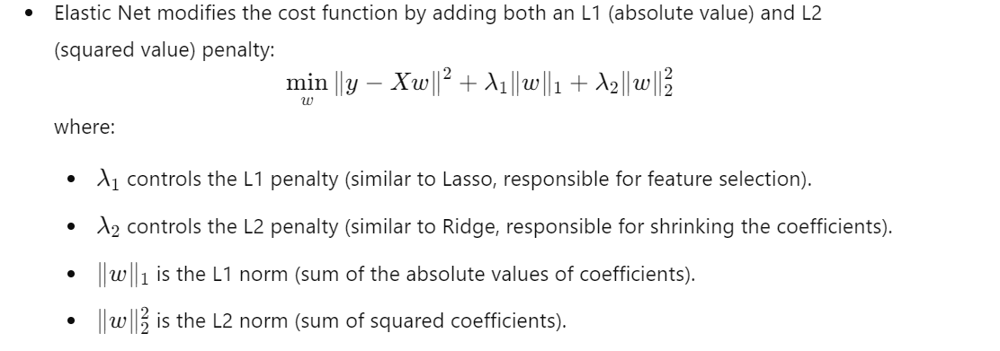 • Elastic Net modifies the cost function by adding both an L1 (absolute value) and L2
(squared value) penalty:
min_w ‖y − Xw‖² + λ₁‖w‖₁ + λ₂‖w‖₂²
where:
• λ₁ controls the L1 penalty (similar to Lasso, responsible for feature selection).
• λ₂ controls the L2 penalty (similar to Ridge, responsible for shrinking the coefficients).
• ‖w‖₁ is the L1 norm (sum of the absolute values of coefficients).
• ‖w‖₂² is the L2 norm (sum of squared coefficients).